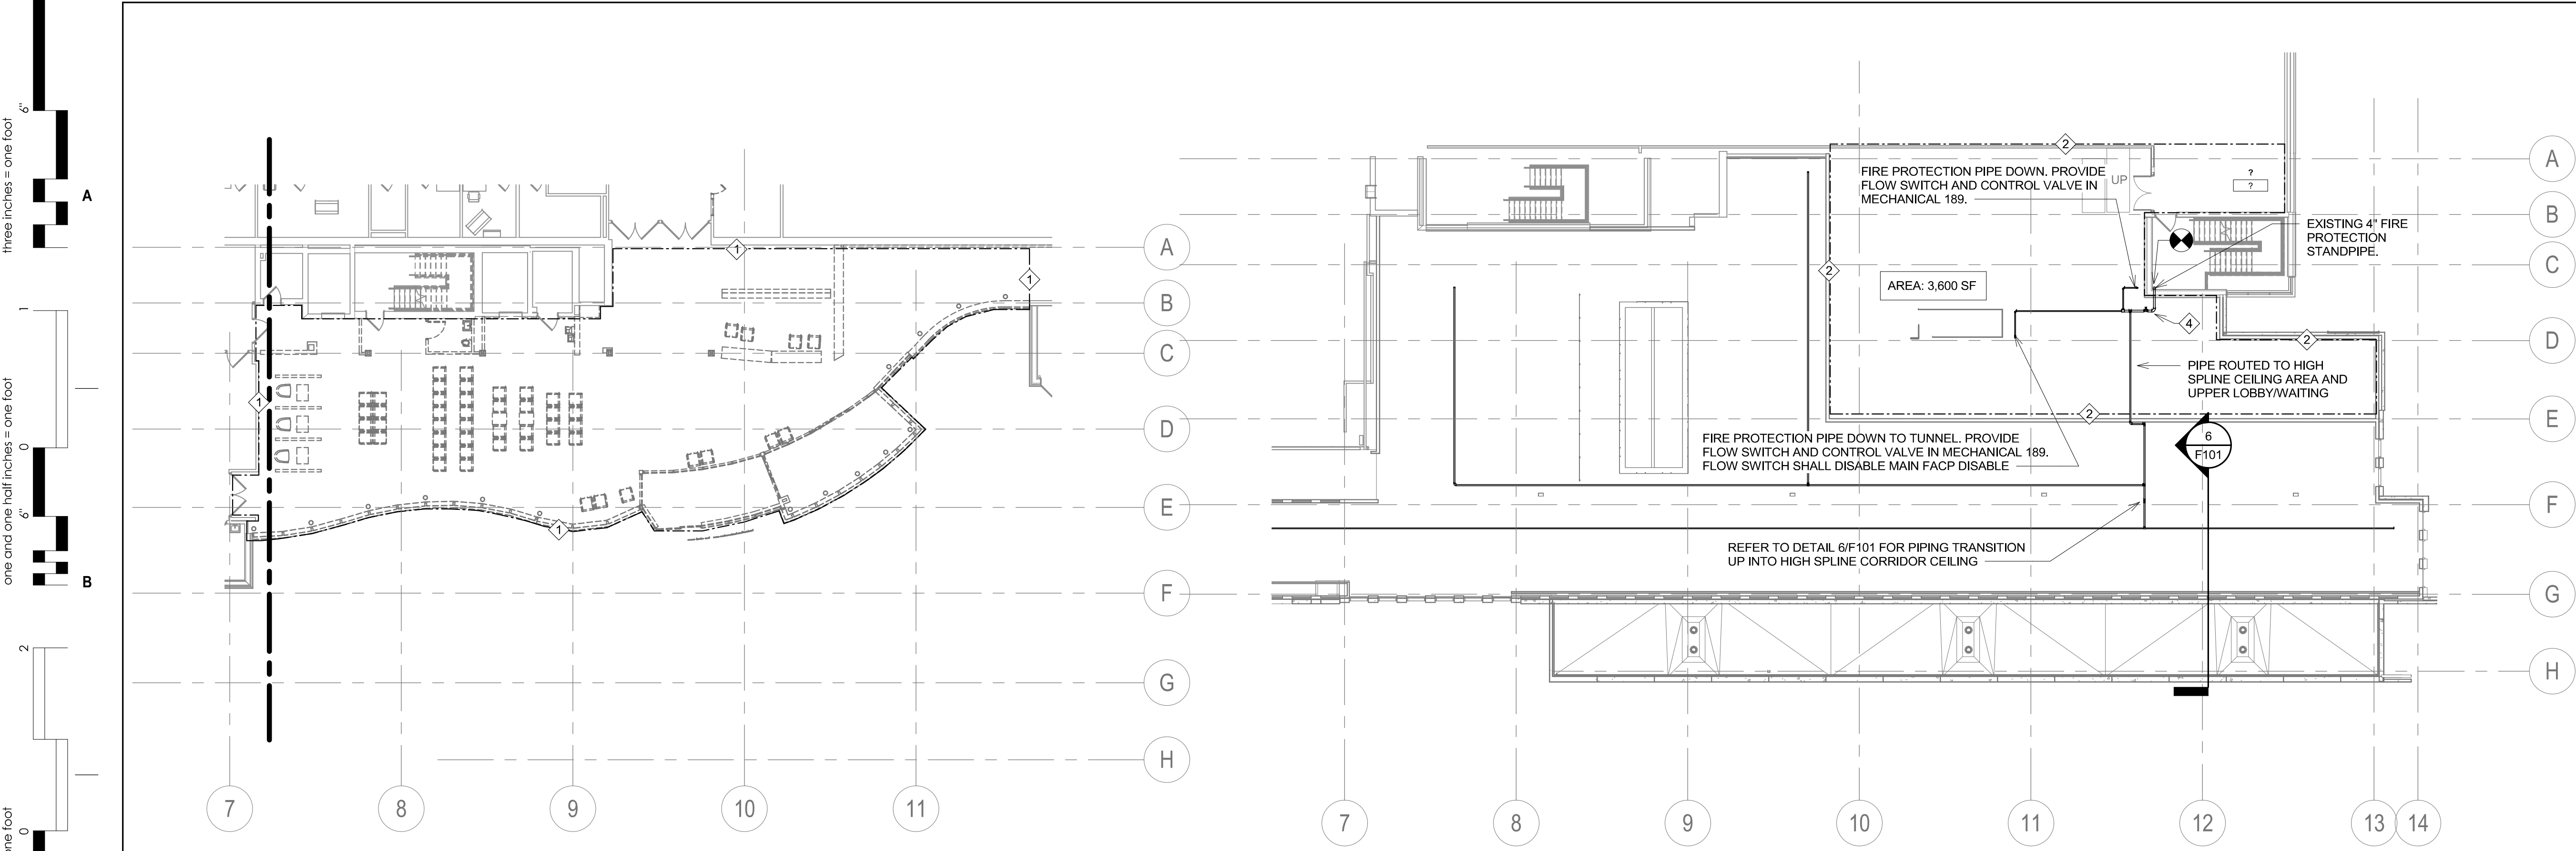 6"
three inches = one foot
1
one and one half inches = one foot
0
6"
2
0
one foot
A
B
1
1
1
1
A
B
C
D
E
F
G
H
7
8
9
10
11
2
FIRE PROTECTION PIPE DOWN. PROVIDE
FLOW SWITCH AND CONTROL VALVE IN
MECHANICAL 189.
UP
?
?
EXISTING 4" FIRE
PROTECTION
STANDPIPE.
2
AREA: 3,600 SF
4
2
PIPE ROUTED TO HIGH
SPLINE CEILING AREA AND
UPPER LOBBY/WAITING
2
FIRE PROTECTION PIPE DOWN TO TUNNEL. PROVIDE
FLOW SWITCH AND CONTROL VALVE IN MECHANICAL 189.
FLOW SWITCH SHALL DISABLE MAIN FACP DISABLE
6
F101
REFER TO DETAIL 6/F101 FOR PIPING TRANSITION
UP INTO HIGH SPLINE CORRIDOR CEILING
A
B
C
D
E
F
G
H
7
8
9
10
11
12
13
14